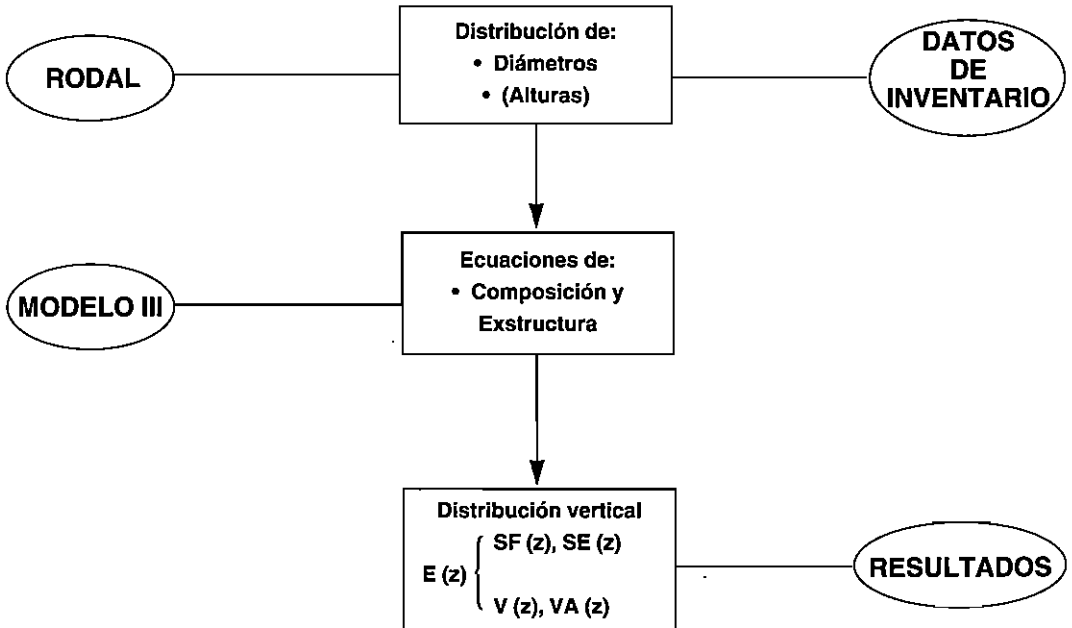 RODAL
Distribución de:
• Diámetros
• (Alturas)
DATOS
DE
INVENTARIO
MODELO III
Ecuaciones de:
• Composición y
Exstructura
Distribución vertical
SF (z), SE (z)
E (z)
V (z), VA (z)
RESULTADOS